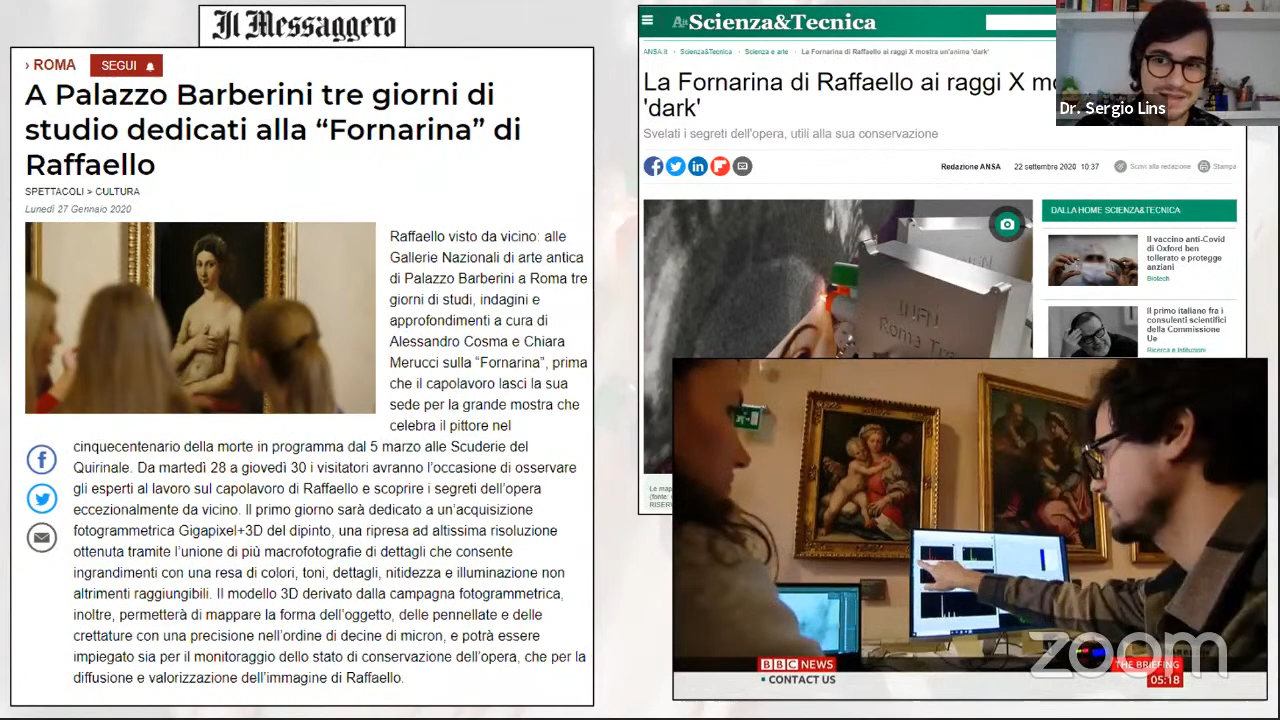 Il Messaggero
› ROMA
SEGUI
A Palazzo Barberini tre giorni di
studio dedicati alla “Fornarina” di
Raffaello
SPETTACOLI > CULTURA
Lunedì 27 Gennaio 2020
Raffaello visto da vicino: alle
Gallerie Nazionali di arte antica
di Palazzo Barberini a Roma tre
giorni di studi, indagini e
approfondimenti a cura di
Alessandro Cosma e Chiara
Merucci sulla “Fornarina”, prima
che il capolavoro lasci la sua
sede per la grande mostra che
celebra il pittore nel
cinquecentenario della morte in programma dal 5 marzo alle Scuderie del
Quirinale. Da martedì 28 a giovedì 30 i visitatori avranno l’occasione di osservare
gli esperti al lavoro sul capolavoro di Raffaello e scoprire i segreti dell’opera
eccezionalmente da vicino. Il primo giorno sarà dedicato a un’acquisizione
fotogrammetrica Gigapixel+3D del dipinto, una ripresa ad altissima risoluzione
ottenuta tramite l’unione di più macrofotografie di dettagli che consente
ingrandimenti con una resa di colori, toni, dettagli, nitidezza e illuminazione non
altrimenti raggiungibili. Il modello 3D derivato dalla campagna fotogrammetrica,
inoltre, permetterà di mappare la forma dell’oggetto, delle pennellate e delle
crettature con una precisione nell’ordine di decine di micron, e potrà essere
impiegato sia per il monitoraggio dello stato di conservazione dell’opera, che per la
diffusione e valorizzazione dell’immagine di Raffaello.
Scienza&Tecnica
ANSA.it › Scienza&Tecnica › Scienza e arte › La Fornarina di Raffaello ai raggi X mostra un'anima 'dark'
La Fornarina di Raffaello ai raggi X mo
'dark'
Svelati i segreti dell'opera, utili alla sua conservazione
Redazione ANSA 22 settembre 2020 10:37 Scrivi alla redazione Stampa
INFN
Roma Tre
DALLA HOME SCIENZA&TECNICA
Il vaccino anti-Covid
di Oxford ben
tollerato e protegge
anziani
Biotech
Il primo italiano fra i
consulenti scientifici
della Commissione
Ue
Ricerca e Istituzioni
Le map
(fonte:
RISER
Dr. Sergio Lins
BBC NEWS
CONTACT US
THE BRIEFING
05:18
zoom